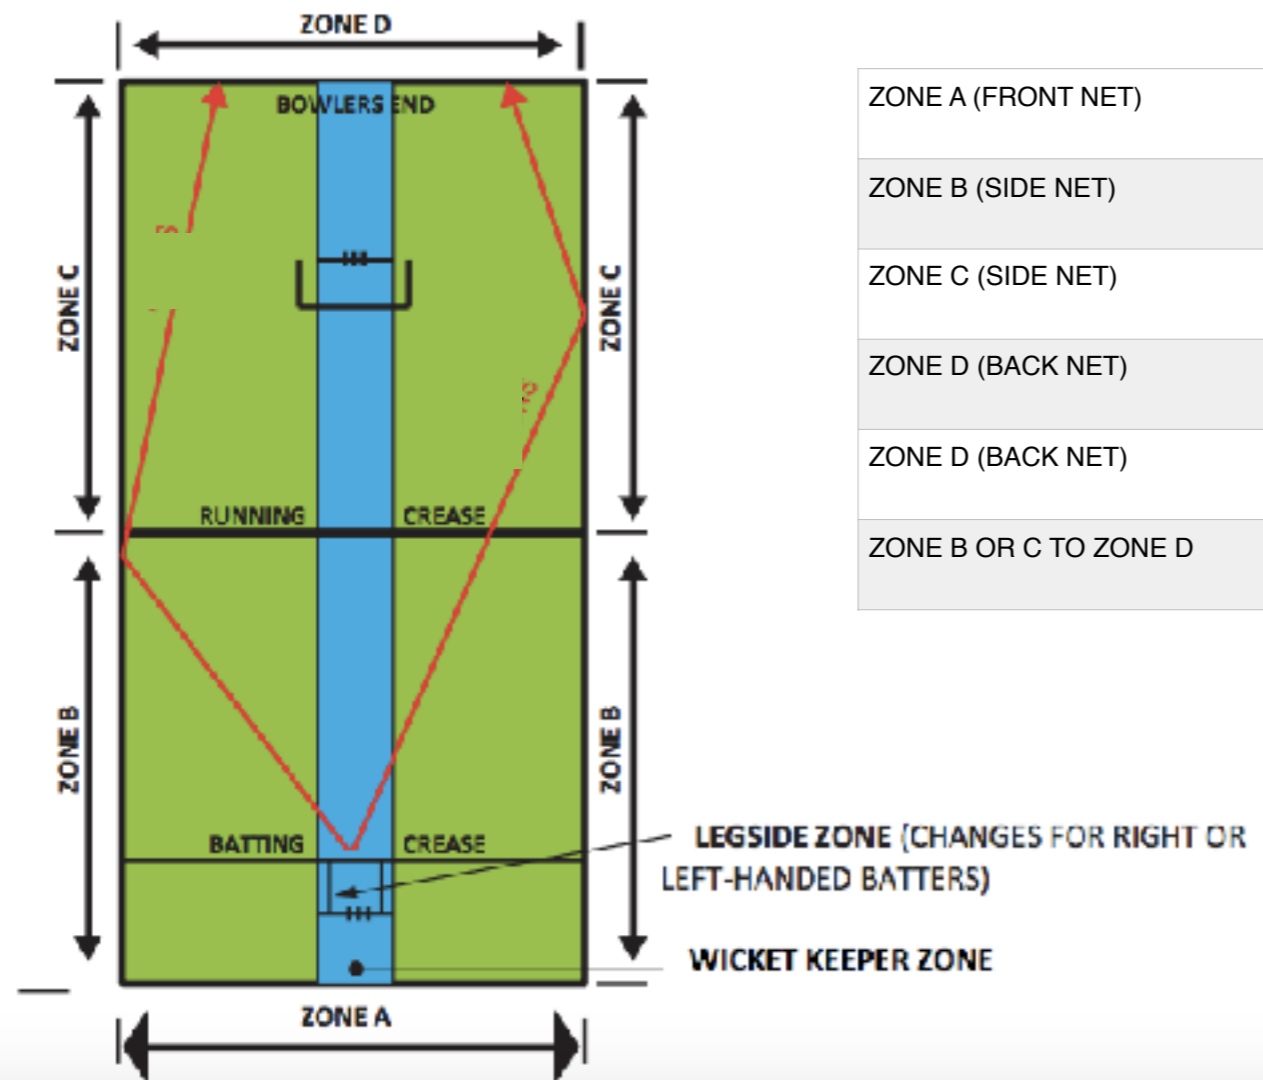 ZONE D
BOWLERS END
ZONE C
ZONE C
RUNNING CREASE
ZONE B
ZONE B
BATTING CREASE
ZONE A
LEGSIDE ZONE (CHANGES FOR RIGHT OR
LEFT-HANDED BATTERS)
WICKET KEEPER ZONE
ZONE A (FRONT NET)
ZONE B (SIDE NET)
ZONE C (SIDE NET)
ZONE D (BACK NET)
ZONE D (BACK NET)
ZONE B OR C TO ZONE D